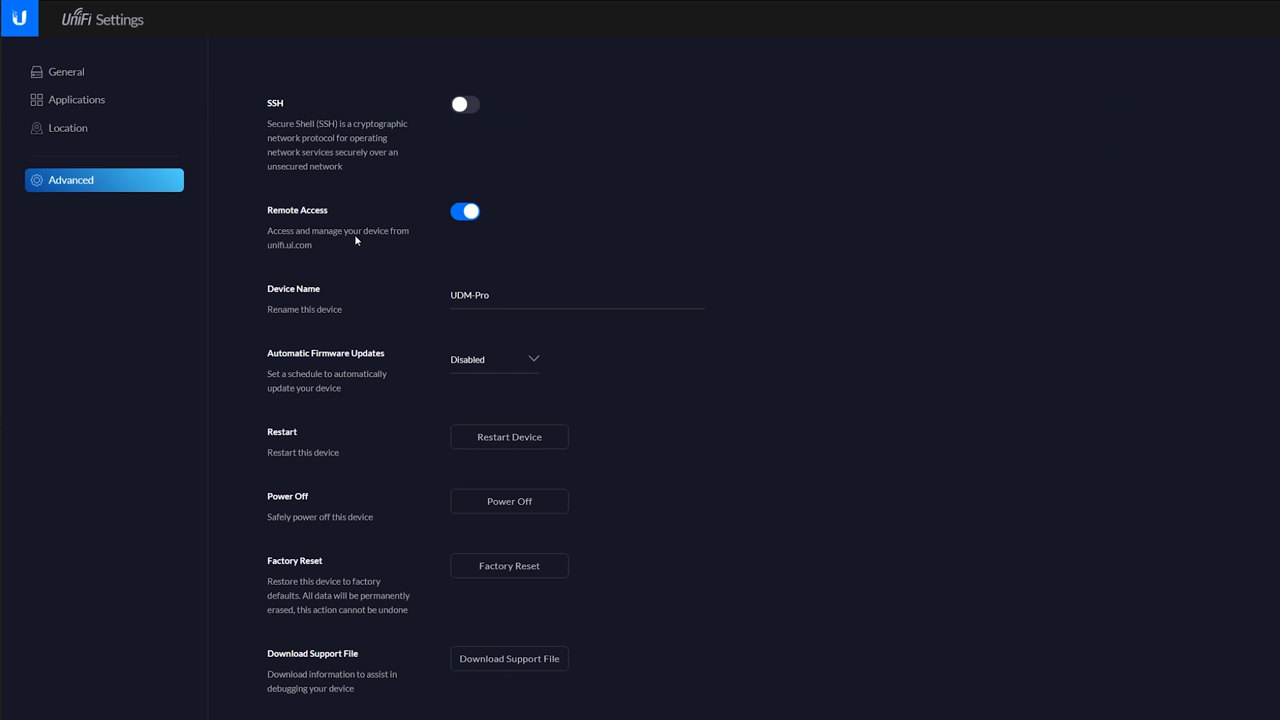 UniFi Settings
General
Applications
Location
Advanced
SSH
Secure Shell (SSH) is a cryptographic
network protocol for operating
network services securely over an
unsecured network
Remote Access
Access and manage your device from
unifi.ui.com
Device Name
Rename this device
UDM-Pro
Automatic Firmware Updates
Set a schedule to automatically
update your device
Disabled
Restart
Restart this device
Restart Device
Power Off
Safely power off this device
Power Off
Factory Reset
Restore this device to factory
defaults. All data will be permanently
erased, this action cannot be undone
Factory Reset
Download Support File
Download information to assist in
debugging your device
Download Support File